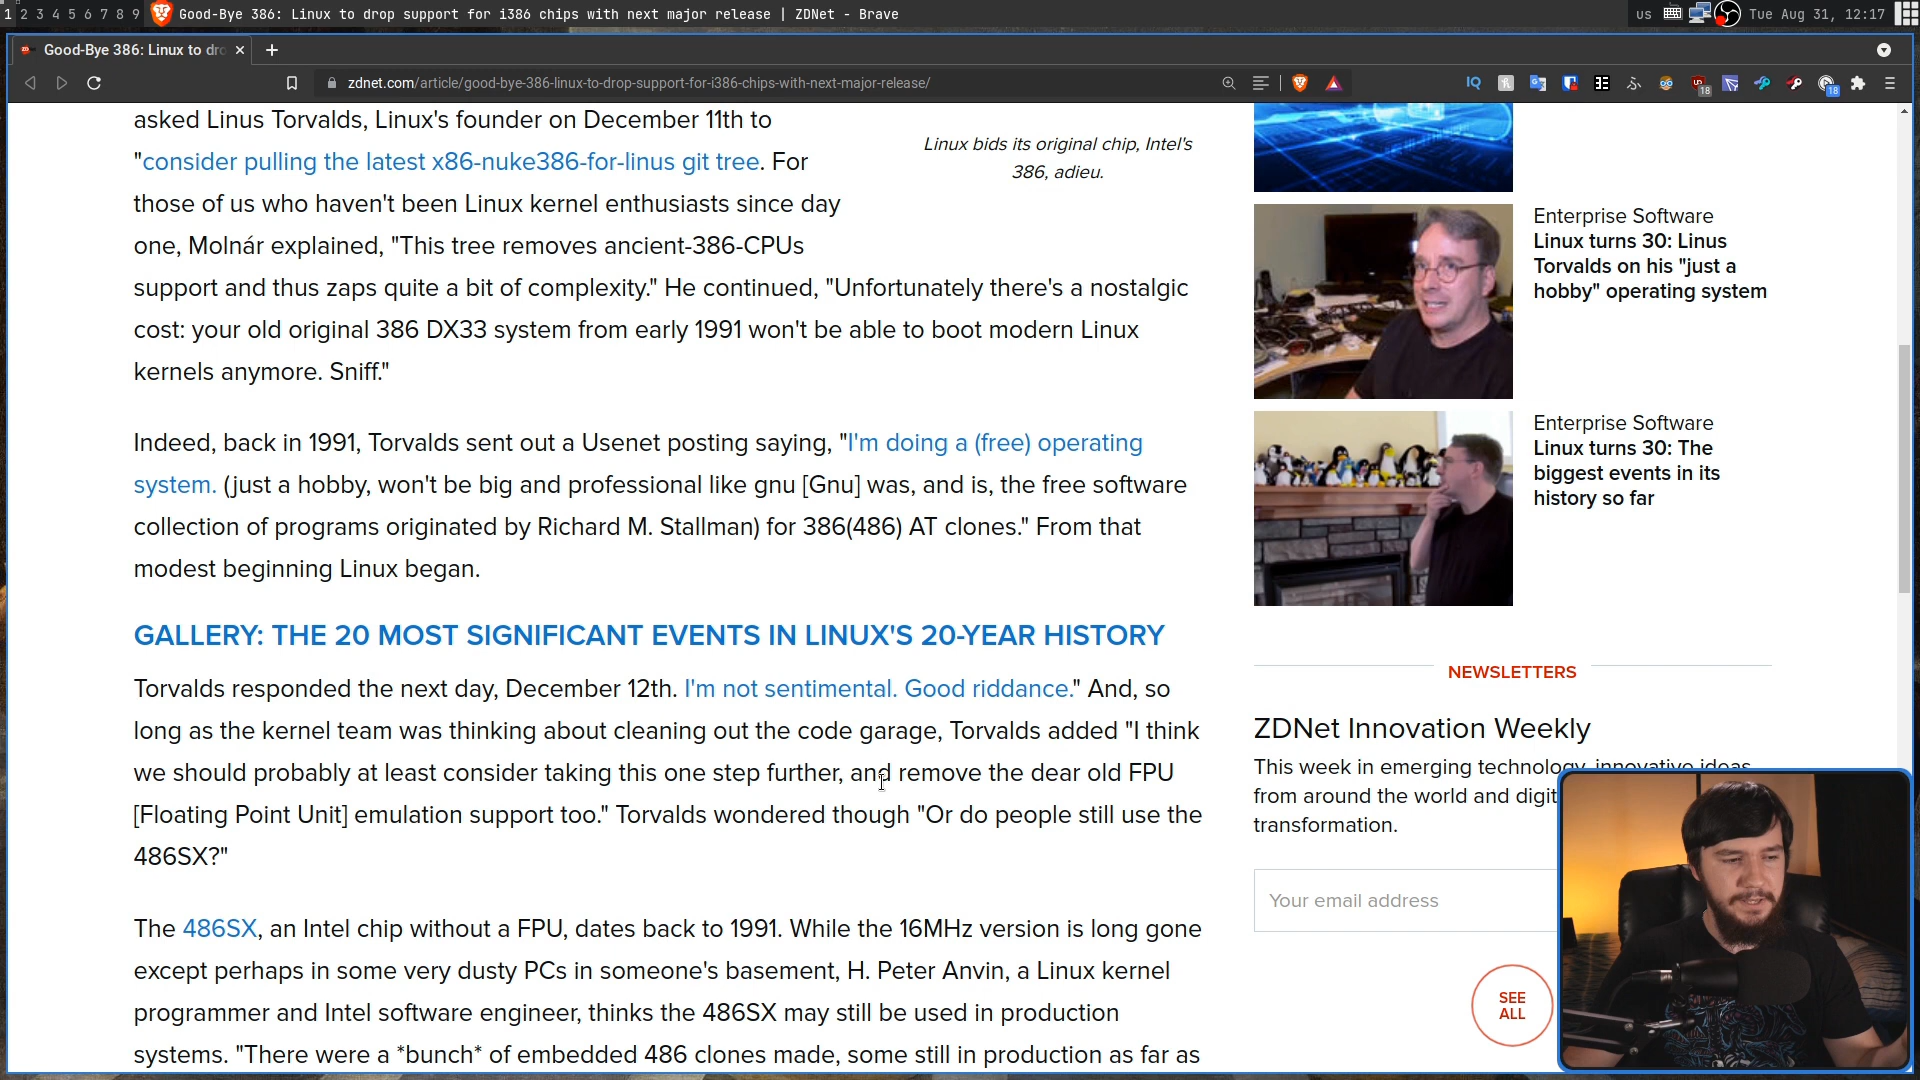 1 2 3 4 5 6 7 8 9 Good-Bye 386: Linux to drop support for i386 chips with next major release | ZDNet - Brave
us Tue Aug 31, 12:17
Good-Bye 386: Linux to dro
zdnet.com/article/good-bye-386-linux-to-drop-support-for-i386-chips-with-next-major-release/
IQ
18
18
asked Linus Torvalds, Linux's founder on December 11th to
"consider pulling the latest x86-nuke386-for-linus git tree. For
those of us who haven't been Linux kernel enthusiasts since day
one, Molnár explained, "This tree removes ancient-386-CPUs
support and thus zaps quite a bit of complexity." He continued, "Unfortunately there's a nostalgic
cost: your old original 386 DX33 system from early 1991 won't be able to boot modern Linux
kernels anymore. Sniff."
Linux bids its original chip, Intel's
386, adieu.
Indeed, back in 1991, Torvalds sent out a Usenet posting saying, "I'm doing a (free) operating
system. (just a hobby, won't be big and professional like gnu [Gnu] was, and is, the free software
collection of programs originated by Richard M. Stallman) for 386(486) AT clones." From that
modest beginning Linux began.
GALLERY: THE 20 MOST SIGNIFICANT EVENTS IN LINUX'S 20-YEAR HISTORY
Torvalds responded the next day, December 12th. I'm not sentimental. Good riddance." And, so
long as the kernel team was thinking about cleaning out the code garage, Torvalds added "I think
we should probably at least consider taking this one step further, and remove the dear old FPU
[Floating Point Unit] emulation support too." Torvalds wondered though "Or do people still use the
486SX?"
The 486SX, an Intel chip without a FPU, dates back to 1991. While the 16MHz version is long gone
except perhaps in some very dusty PCs in someone's basement, H. Peter Anvin, a Linux kernel
programmer and Intel software engineer, thinks the 486SX may still be used in production
systems. "There were a *bunch* of embedded 486 clones made, some still in production as far as
Enterprise Software
Linux turns 30: Linus
Torvalds on his "just a
hobby" operating system
Enterprise Software
Linux turns 30: The
biggest events in its
history so far
NEWSLETTERS
ZDNet Innovation Weekly
This week in emerging technology, innovative ideas
from around the world and digit
transformation.
Your email address
SEE
ALL